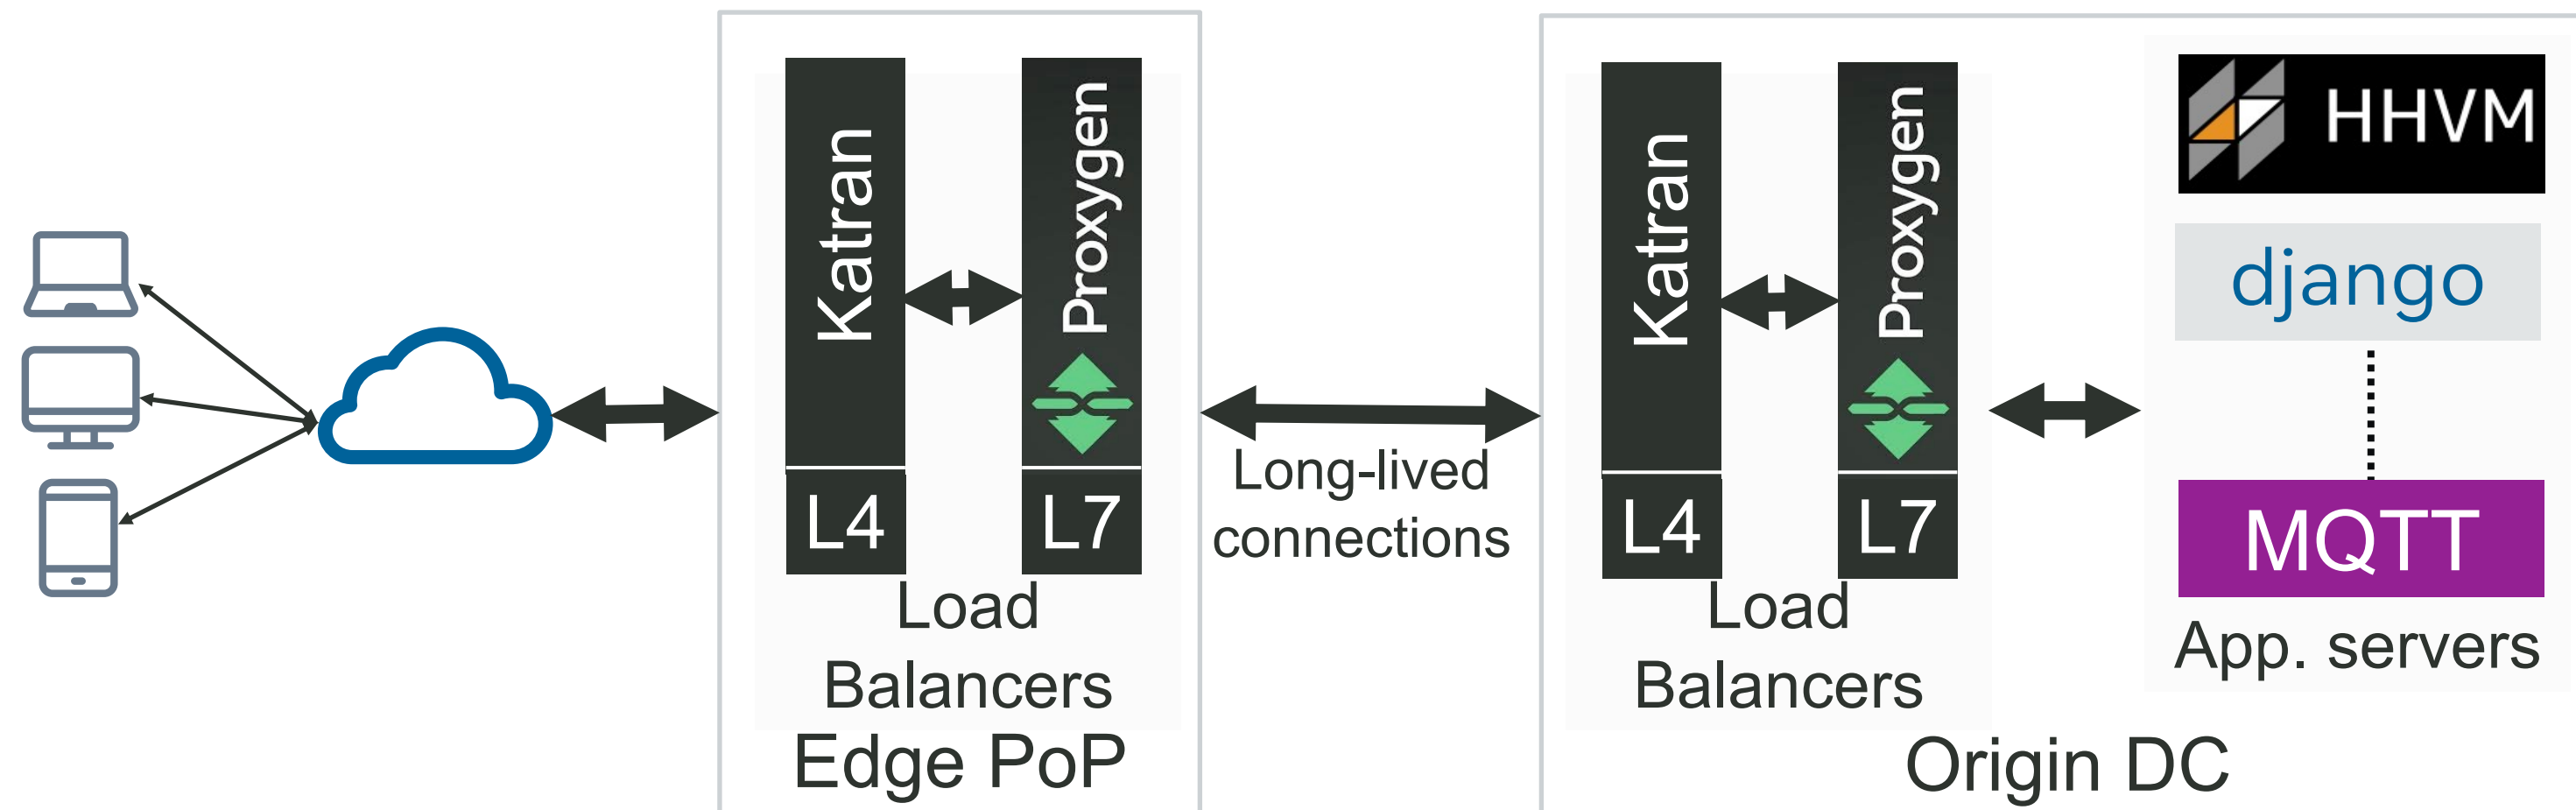 Katran
L4
Proxygen
L7
Load
Balancers
Edge PoP
Long-lived
connections
Katran
L4
Proxygen
L7
Load
Balancers
HHVM
django
MQTT
App. servers
Origin DC